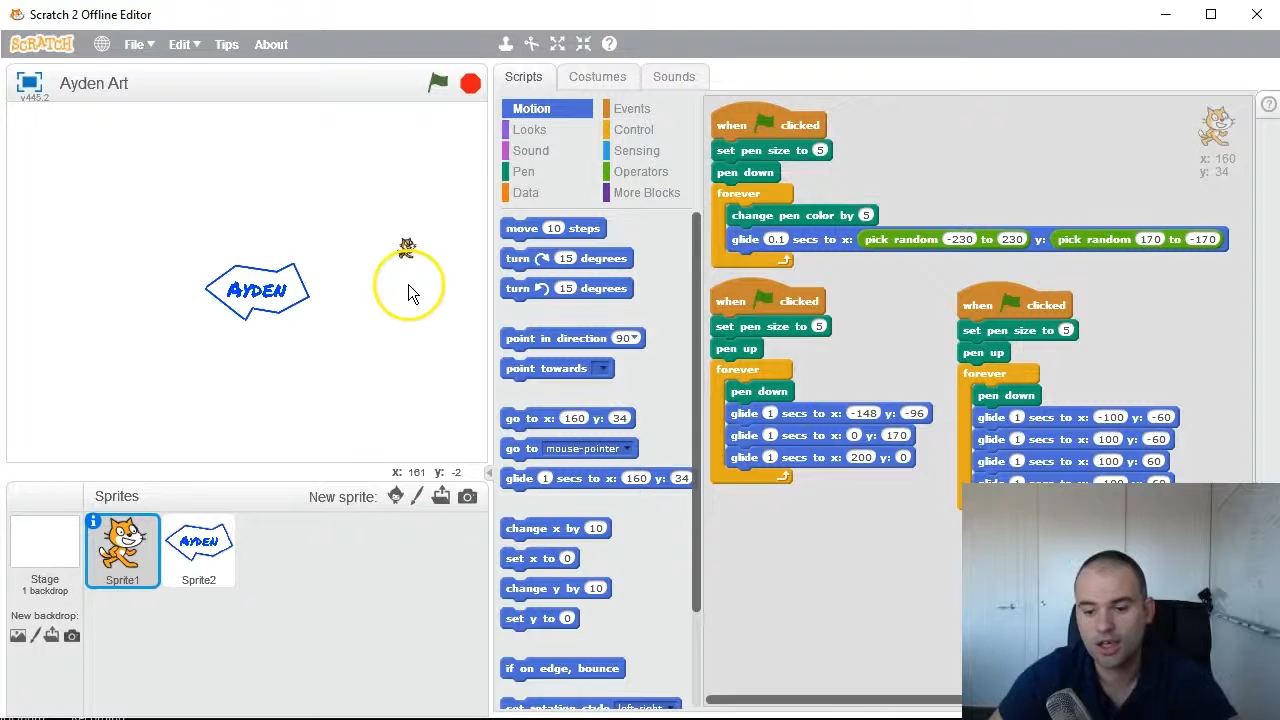 Scratch 2 Offline Editor
SCRATCH File Edit Tips About
v445.2
Ayden Art
AYDEN
x: 161 y: -2
Sprites New sprite:
Stage
1 backdrop
New backdrop:
Sprite1
AYDEN
Sprite2
Scripts Costumes Sounds
Motion Events
Looks Control
Sound Sensing
Pen Operators
Data More Blocks
move 10 steps
turn 15 degrees
turn 15 degrees
point in direction 90
point towards
go to x: 160 y: 34
go to mouse-pointer
glide 1 secs to x: 160 y: 34
change x by 10
set x to 0
change y by 10
set y to 0
if on edge, bounce
when clicked
set pen size to 5
pen down
forever
change pen color by 5
glide 0.1 secs to x: pick random -230 to 230 y: pick random 170 to -170
x: 160
y: 34
when clicked
set pen size to 5
pen up
forever
pen down
glide 1 secs to x: -148 y: -96
glide 1 secs to x: 0 y: 170
glide 1 secs to x: 200 y: 0
when clicked
set pen size to 5
pen up
forever
pen down
glide 1 secs to x: -100 y: -60
glide 1 secs to x: 100 y: -60
glide 1 secs to x: 100 y: 60